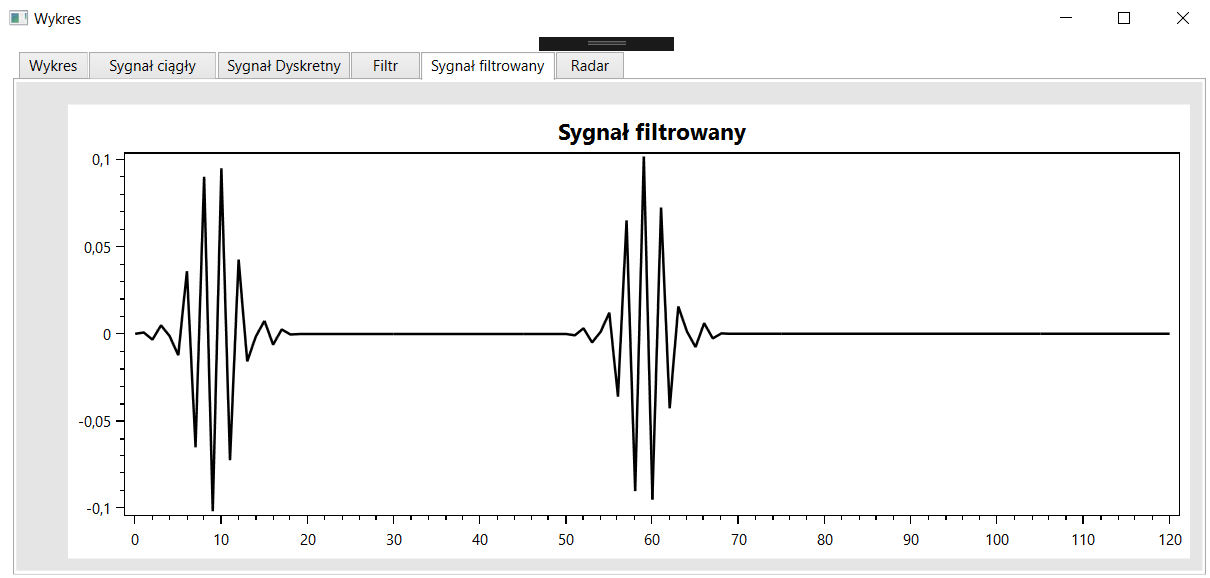 Wykres
Wykres Sygnał ciągły Sygnał Dyskretny Filtr Sygnał filtrowany Radar
Sygnał filtrowany
0,1
0,05
0
-0,05
-0,1
0 10 20 30 40 50 60 70 80 90 100 110 120